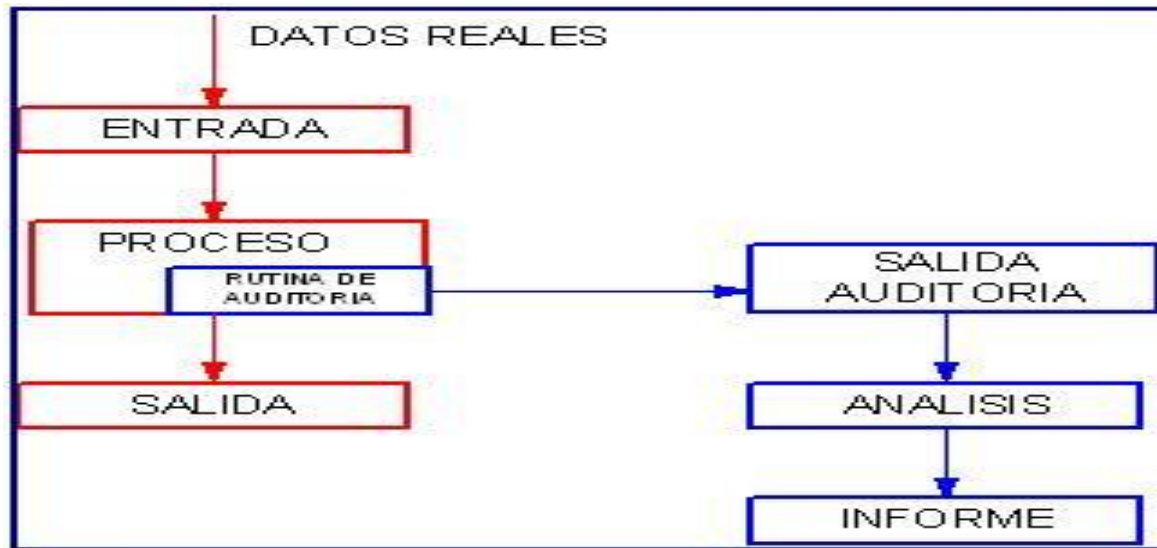 DATOS REALES
ENTRADA
PROCESO
RUTINA DE
AUDITORIA
SALIDA
SALIDA
AUDITORIA
ANALISIS
INFORME